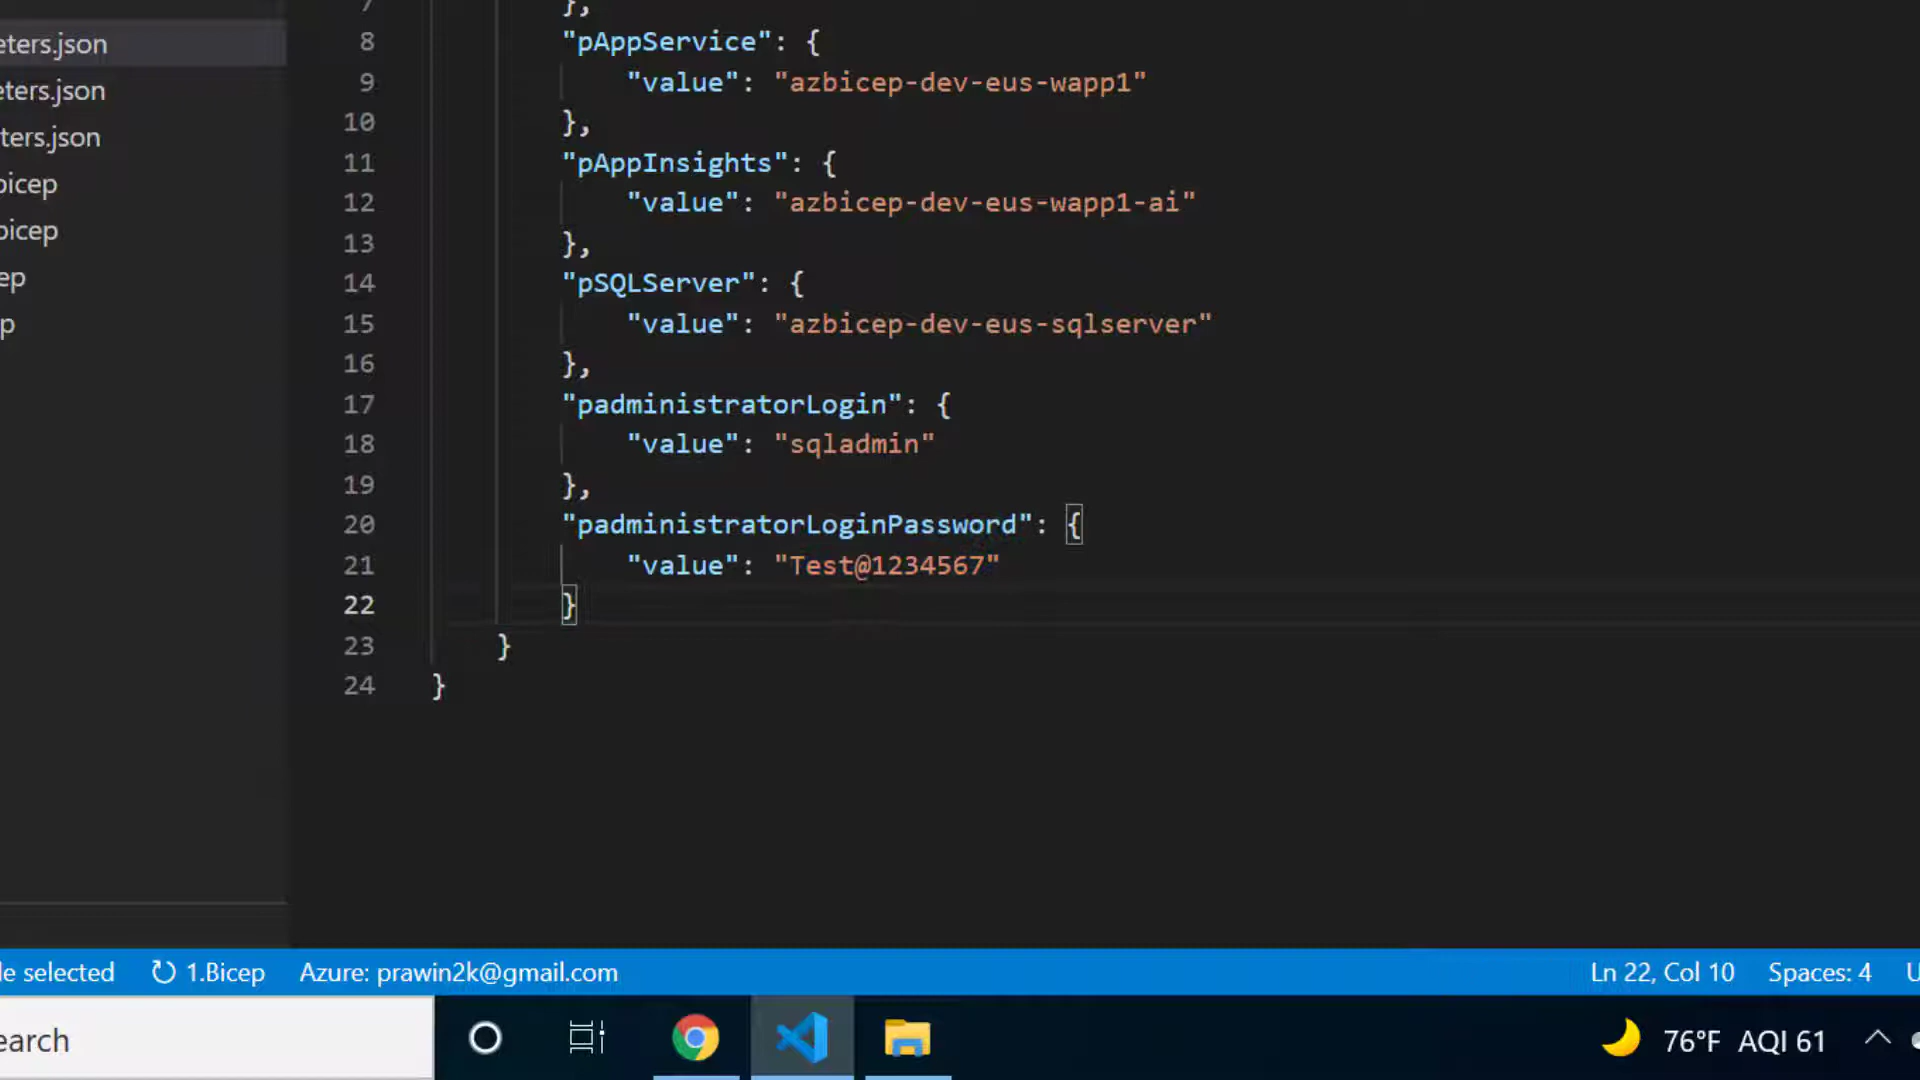 eters.json
eters.json
ters.json
bicep
bicep
ep
p
7 },
8 "pAppService": {
9 "value": "azbicep-dev-eus-wapp1"
10 },
11 "pAppInsights": {
12 "value": "azbicep-dev-eus-wapp1-ai"
13 },
14 "pSQLServer": {
15 "value": "azbicep-dev-eus-sqlserver"
16 },
17 "padministratorLogin": {
18 "value": "sqladmin"
19 },
20 "padministratorLoginPassword": {
21 "value": "Test@1234567"
22 }
23 }
24 }
le selected 1.Bicep Azure: prawin2k@gmail.com Ln 22, Col 10 Spaces: 4 U
earch 76°F AQI 61